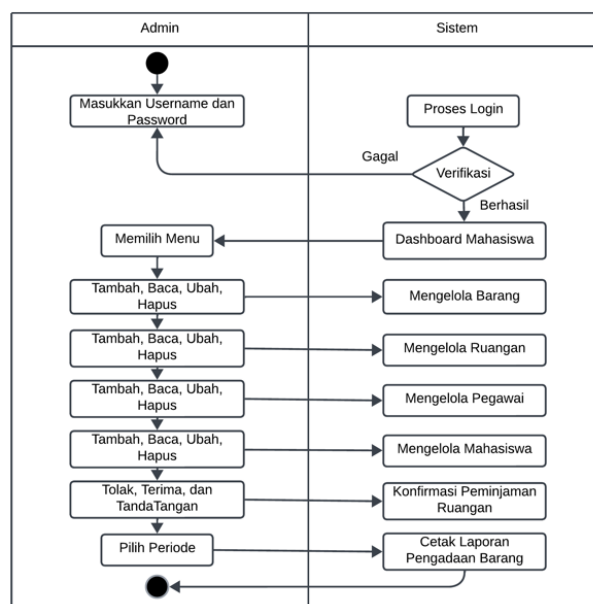 Admin
Sistem
Masukkan Username dan
Password
Proses Login
Gagal
Verifikasi
Berhasil
Memilih Menu
Dashboard Mahasiswa
Tambah, Baca, Ubah,
Hapus
Mengelola Barang
Tambah, Baca, Ubah,
Hapus
Mengelola Ruangan
Tambah, Baca, Ubah,
Hapus
Mengelola Pegawai
Tambah, Baca, Ubah,
Hapus
Mengelola Mahasiswa
Tolak, Terima, dan
TandaTangan
Konfirmasi Peminjaman
Ruangan
Pilih Periode
Cetak Laporan
Pengadaan Barang